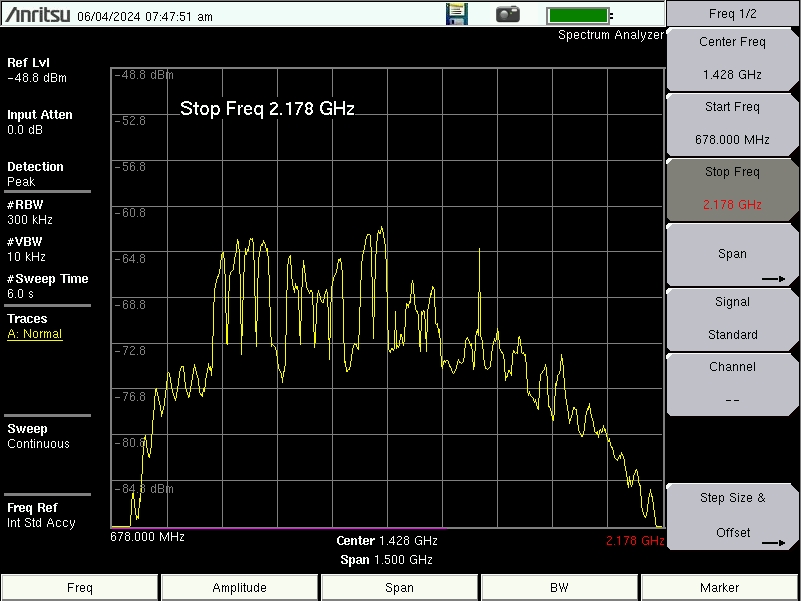 Anritsu 06/04/2024 07:47:51 am
Freq 1/2
Spectrum Analyzer
Ref Lvl
-48.8 dBm
Input Atten
0.0 dB
Detection
Peak
#RBW
300 kHz
#VBW
10 kHz
#Sweep Time
6.0 s
Traces
A: Normal
Sweep
Continuous
Freq Ref
Int Std Accy
-48.8 dBm
Stop Freq 2.178 GHz
-52.8
-56.8
-60.8
-64.8
-68.8
-72.8
-76.8
-80.8
-84.8 dBm
678.000 MHz
Center 1.428 GHz
2.178 GHz
Span 1.500 GHz
Center Freq
1.428 GHz
Start Freq
678.000 MHz
Stop Freq
2.178 GHz
Span
Signal
Standard
Channel
--
Step Size &
Offset
Freq
Amplitude
Span
BW
Marker